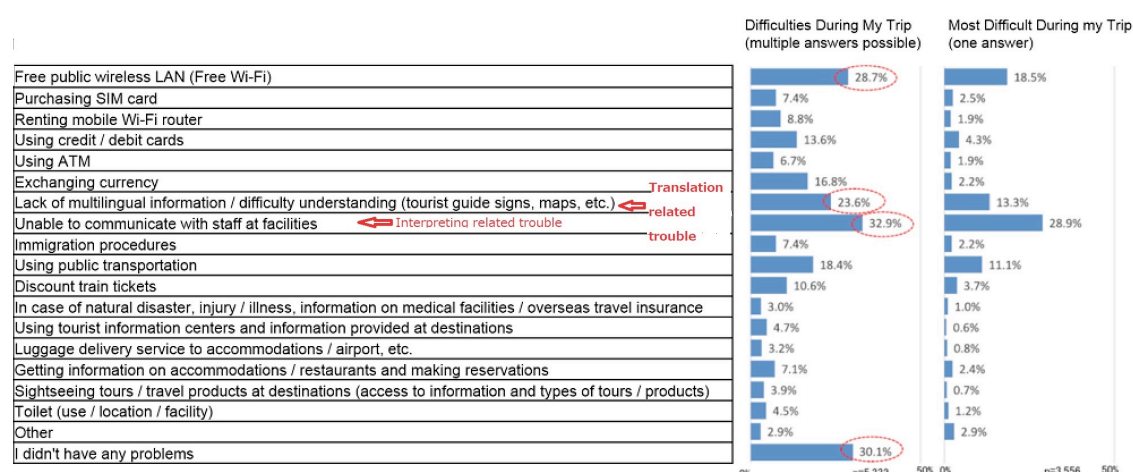 Difficulties During My Trip
(multiple answers possible)
Most Difficult During my Trip
(one answer)
Free public wireless LAN (Free Wi-Fi) 28.7% 18.5%
Purchasing SIM card 7.4% 2.5%
Renting mobile Wi-Fi router 8.8% 1.9%
Using credit / debit cards 13.6% 4.3%
Using ATM 6.7% 1.9%
Exchanging currency 16.8% 2.2%
Translation
Lack of multilingual information / difficulty understanding (tourist guide signs, maps, etc.) 23.6% 13.3%
related
Unable to communicate with staff at facilities Interpreting related trouble 32.9% 28.9%
trouble
Immigration procedures 7.4% 2.2%
Using public transportation 18.4% 11.1%
Discount train tickets 10.6% 3.7%
In case of natural disaster, injury / illness, information on medical facilities / overseas travel insurance 3.0% 1.0%
Using tourist information centers and information provided at destinations 4.7% 0.6%
Luggage delivery service to accommodations / airport, etc. 3.2% 0.8%
Getting information on accommodations / restaurants and making reservations 7.1% 2.4%
Sightseeing tours / travel products at destinations (access to information and types of tours / products) 3.9% 0.7%
Toilet (use / location / facility) 4.5% 1.2%
Other 2.9% 2.9%
I didn't have any problems 30.1%
50% 0% 50%